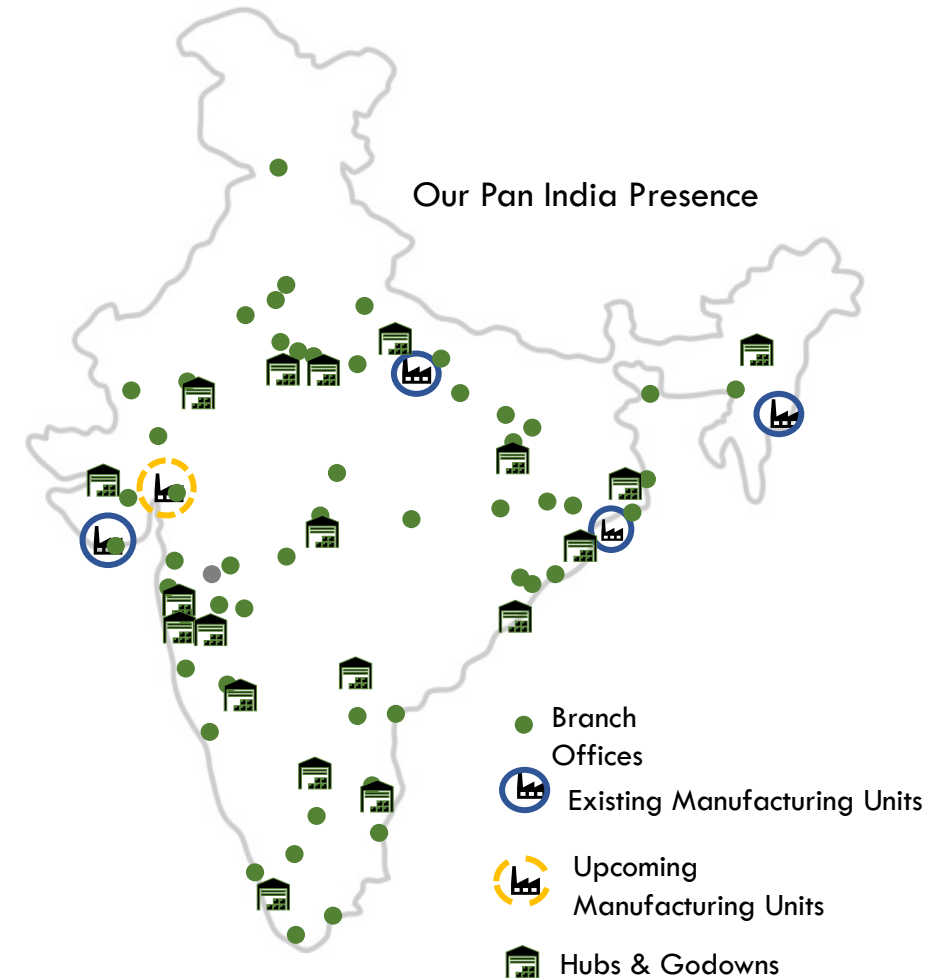 Our Pan India Presence
Branch
Offices
Existing Manufacturing Units
Upcoming
Manufacturing Units
Hubs & Godowns